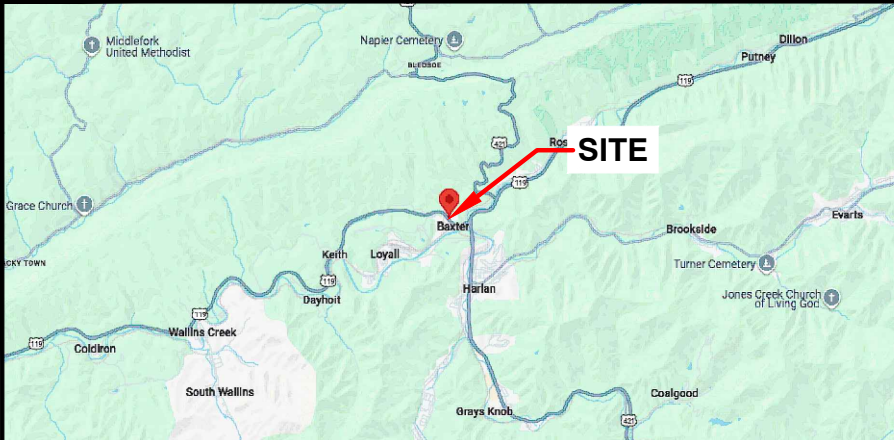 Middlefork
United Methodist
Napier Cemetery
BLEDSOE
Dillon
Putney
119
421
Ros
SITE
119
Grace Church
Baxter
Evarts
Brookside
Keith
Loyall
ACKY TOWN
Turner Cemetery
119
Harlan
Dayhoit
Jones Creek Church
of Living God
119
Wallins Creek
119
Coldiron
South Wallins
Coalgood
Grays Knob
421